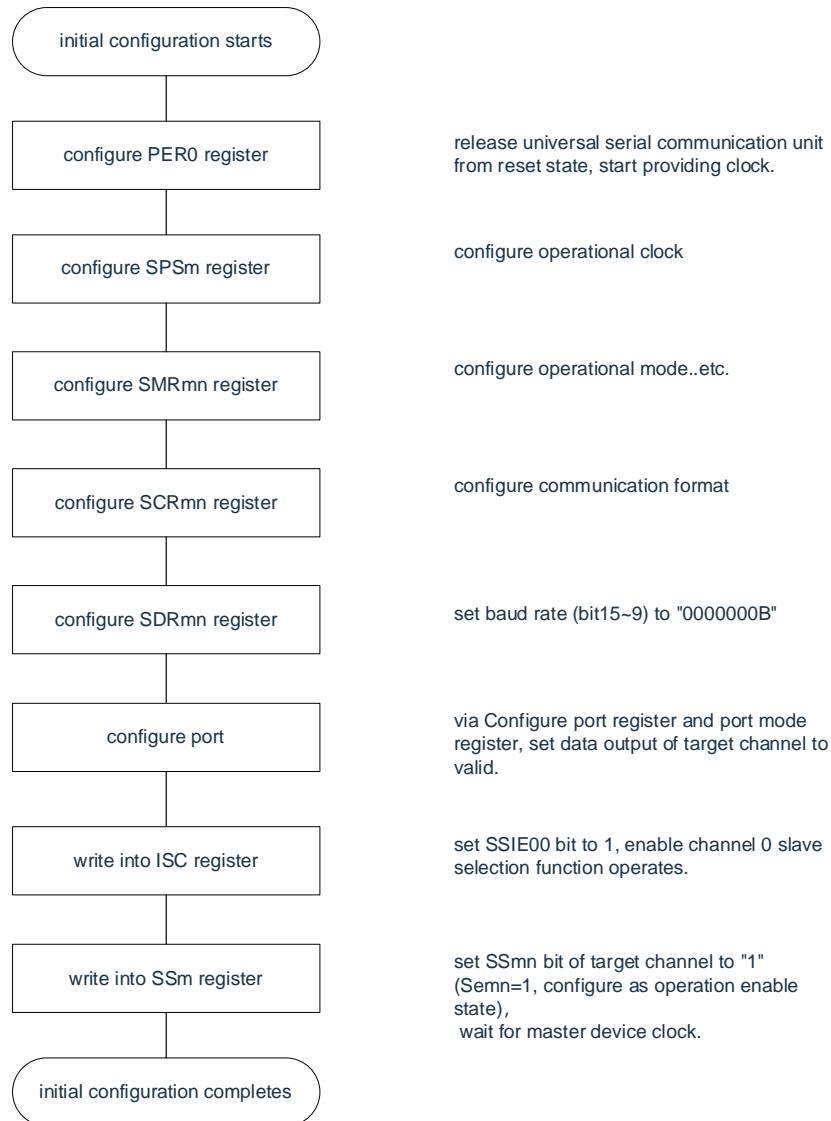 initial configuration starts
configure PER0 register
release universal serial communication unit
from reset state, start providing clock.
configure SPSm register
configure operational clock
configure SMRmn register
configure operational mode..etc.
configure SCRmn register
configure communication format
configure SDRmn register
set baud rate (bit15~9) to "0000000B"
configure port
via Configure port register and port mode
register, set data output of target channel to
valid.
write into ISC register
set SSIE00 bit to 1, enable channel 0 slave
selection function operates.
write into SSm register
set SSmn bit of target channel to "1"
(Semn=1, configure as operation enable
state),
wait for master device clock.
initial configuration completes